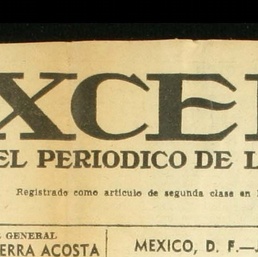 XCE
EL PERIODICO DE L
Registrado como articulo de segunda clase en
GENERAL
ERRA ACOSTA
MEXICO, D. F.—